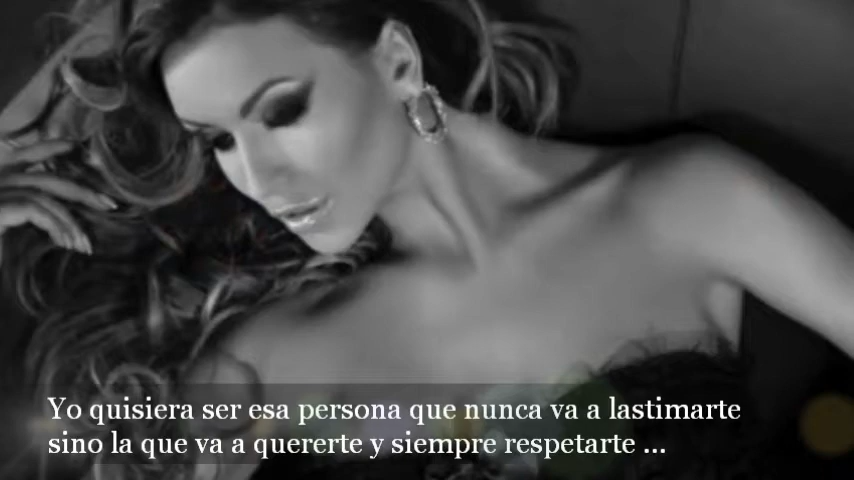 Yo quisiera ser esa persona que nunca va a lastimarte
sino la que va a quererte y siempre respetarte ...